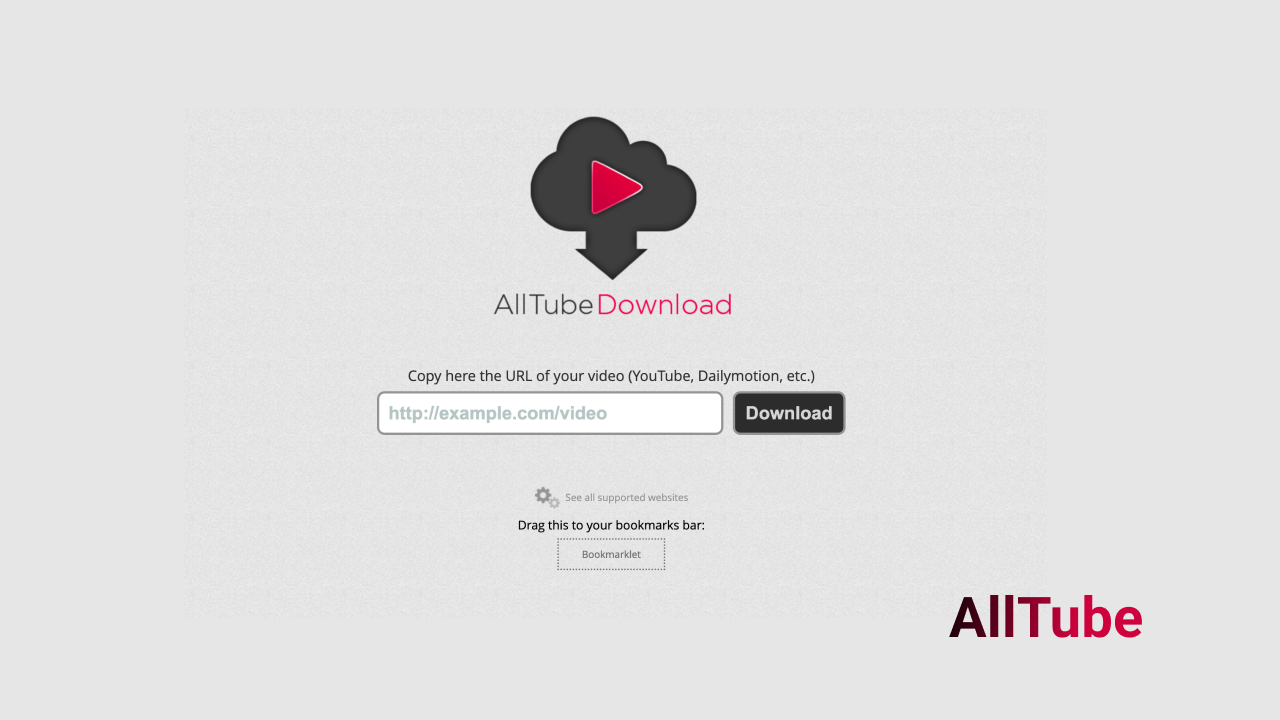 AllTube Download
Copy here the URL of your video (YouTube, Dailymotion, etc.)
http://example.com/video
Download
See all supported websites
Drag this to your bookmarks bar:
Bookmarklet
AllTube